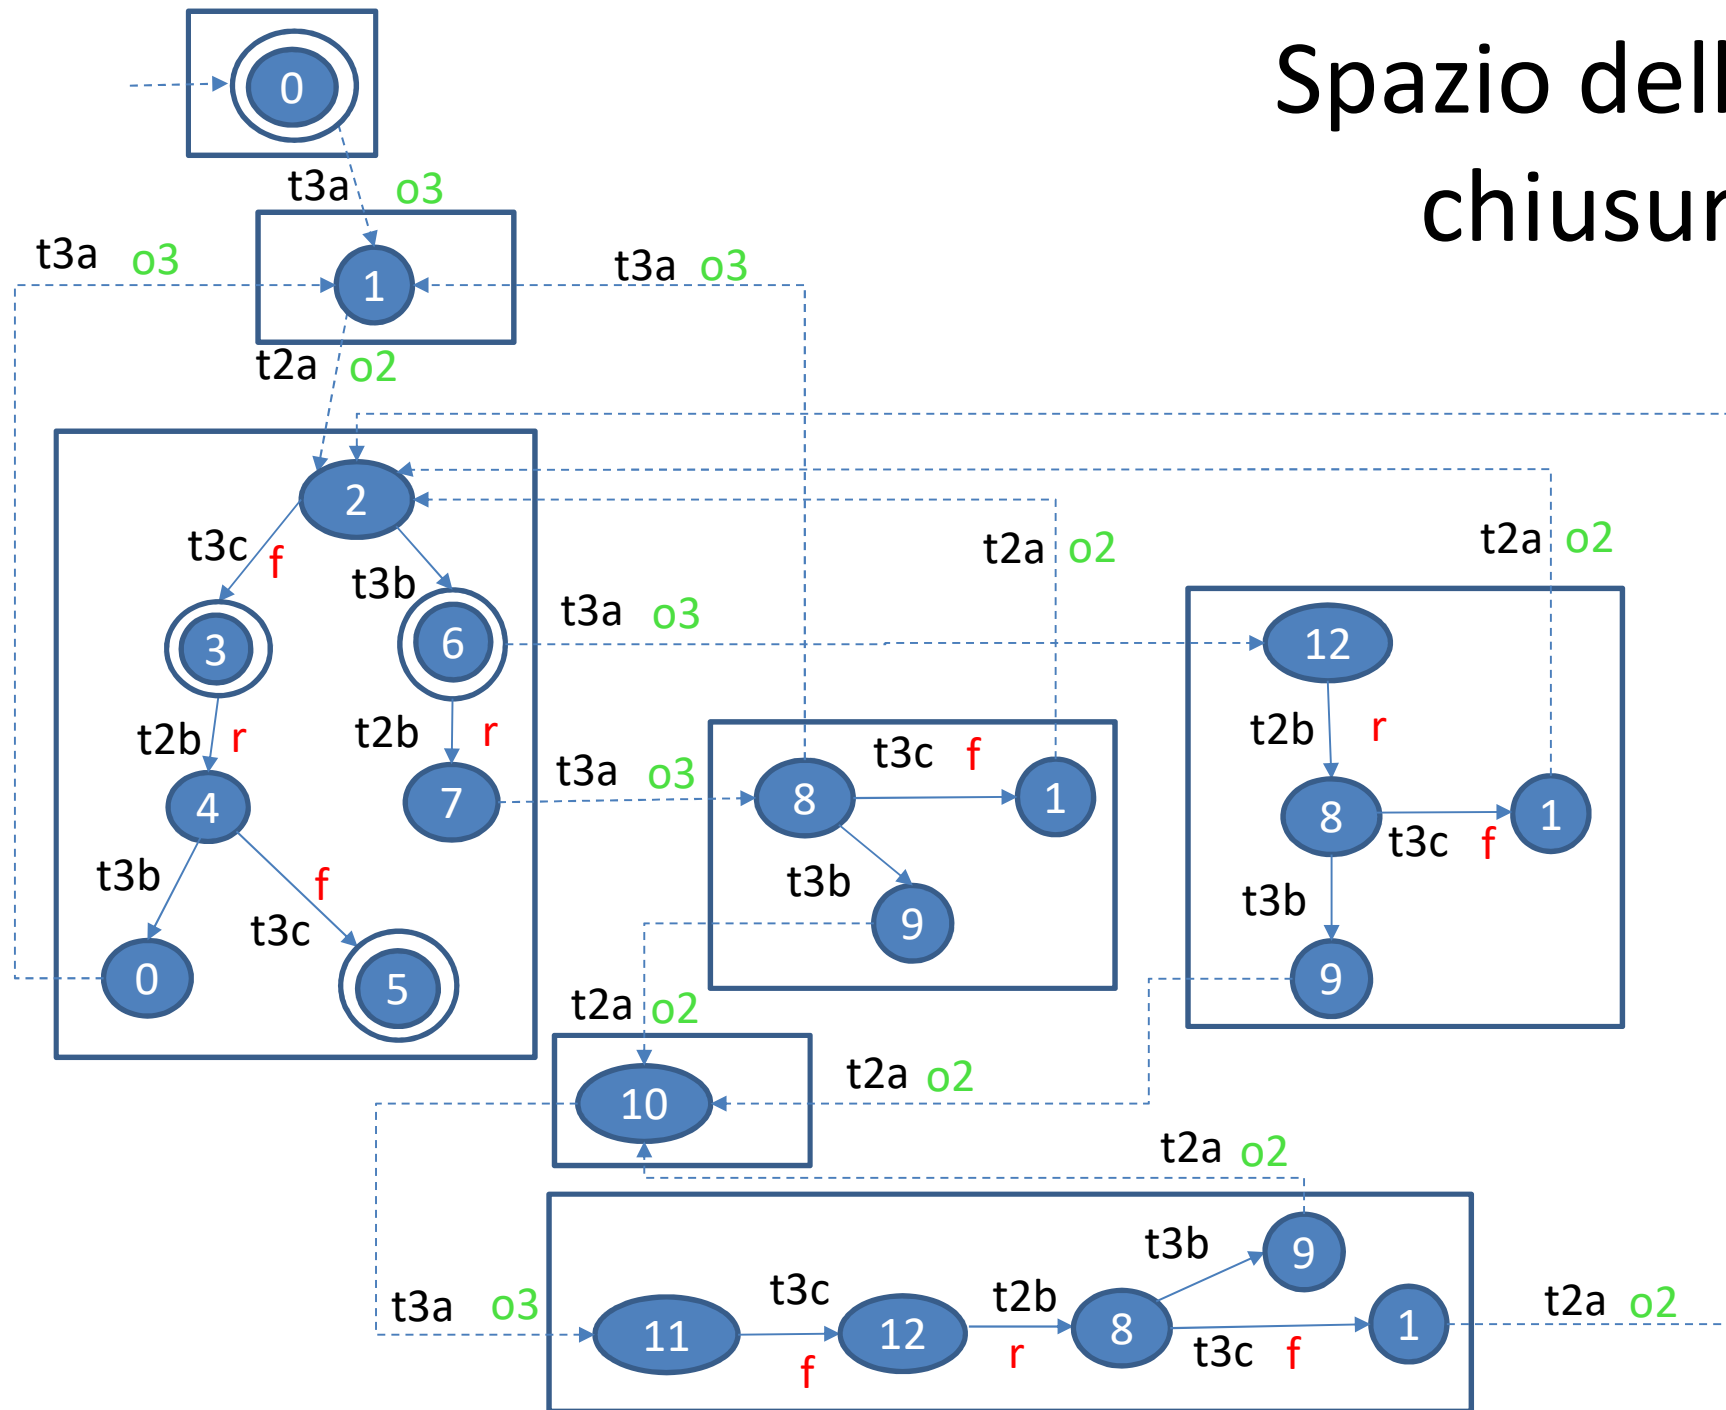 Spazio dell
chiusur
0
t3a o3
t3a o3
1
t3a o3
t2a o2
2
t3c f
t3b
t2a o2
t2a o2
3
6
t3a o3
12
t2b r
t2b r
t2b r
4
7
t3a o3
8
t3c f
1
8
t3c f
1
t3b
f
t3c
t3b
9
t3b
9
0
5
t2a o2
10
t2a o2
t2a o2
t3a o3
11
t3c
f
12
t2b
r
8
t3b
9
t3c f
1
t2a o2